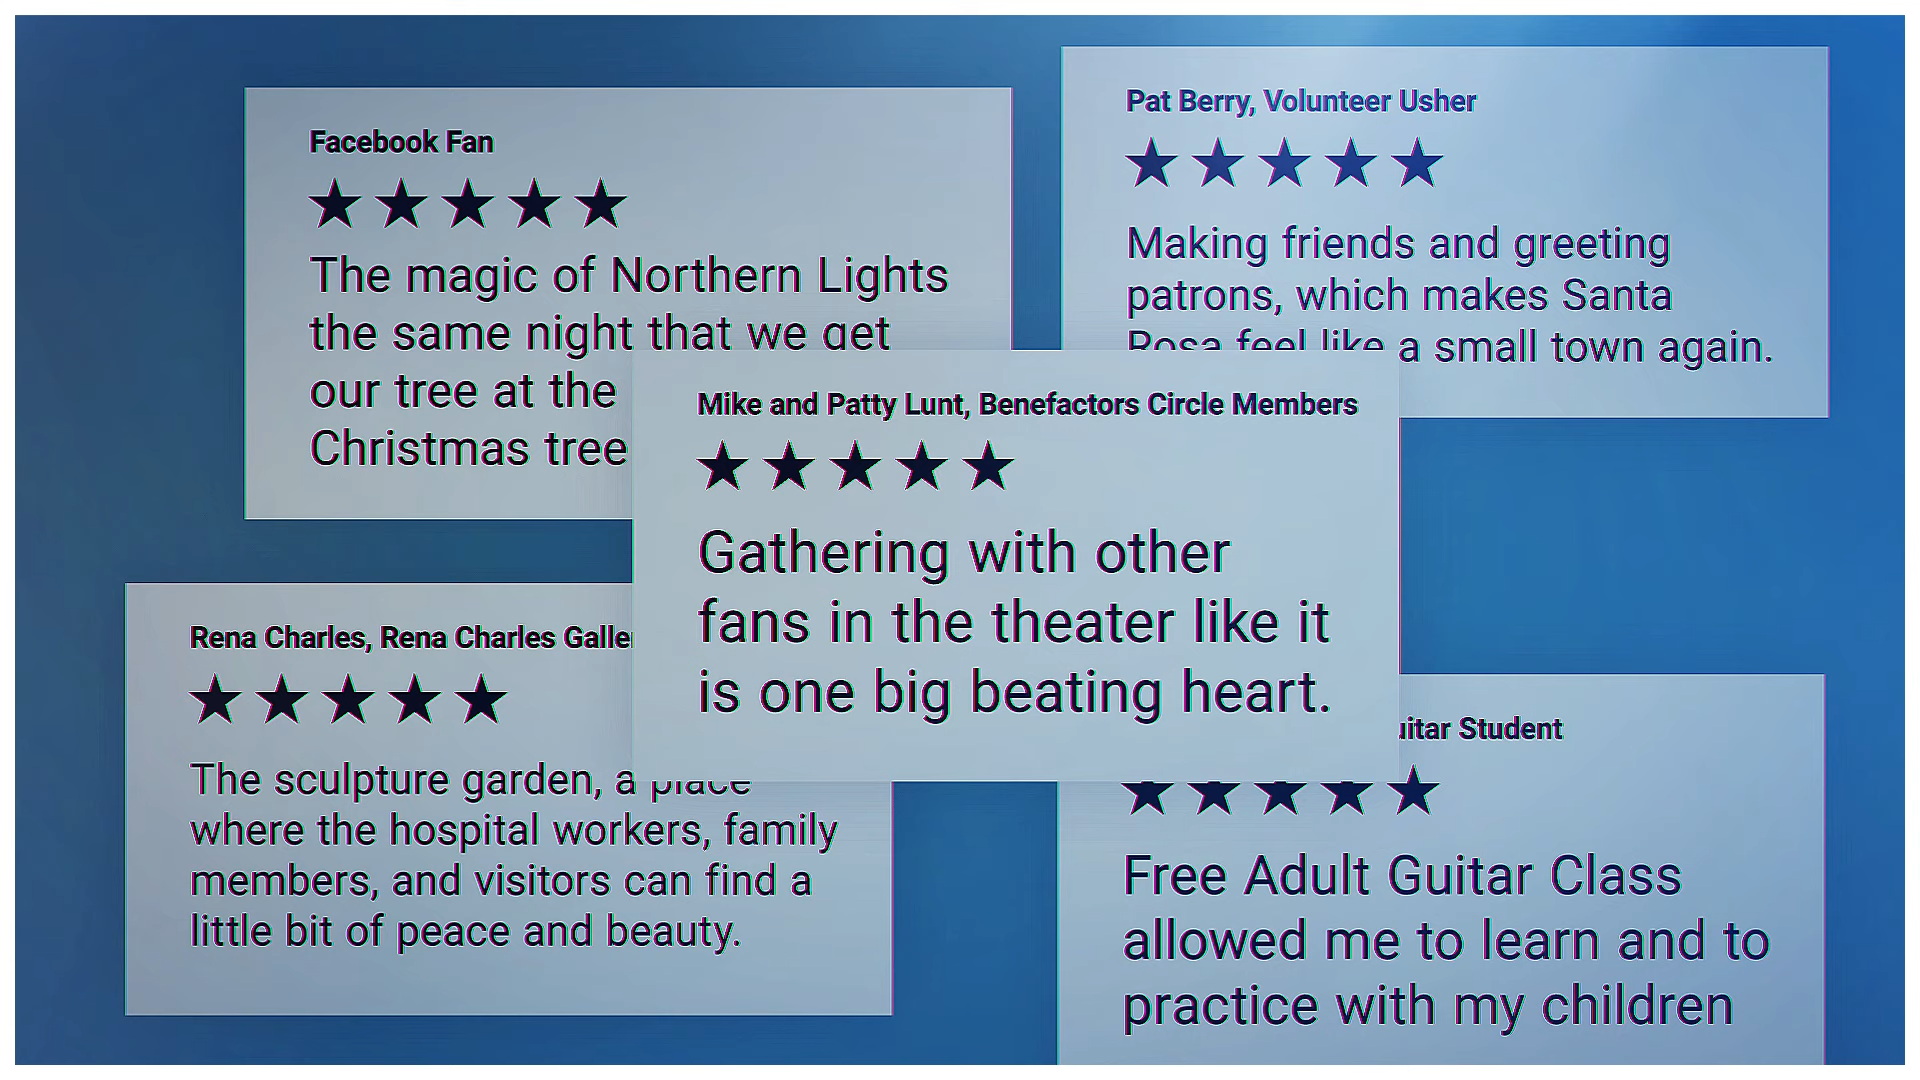 Facebook Fan
The magic of Northern Lights
the same night that we get
our tree at the
Christmas tree
Pat Berry, Volunteer Usher
Making friends and greeting
patrons, which makes Santa
Rosa feel like a small town again.
Mike and Patty Lunt, Benefactors Circle Members
Gathering with other
fans in the theater like it
is one big beating heart.
Rena Charles, Rena Charles
The sculpture garden, a place
where the hospital workers, family
members, and visitors can find a
little bit of peace and beauty.
Student
Free Adult Guitar Class
allowed me to learn and to
practice with my children